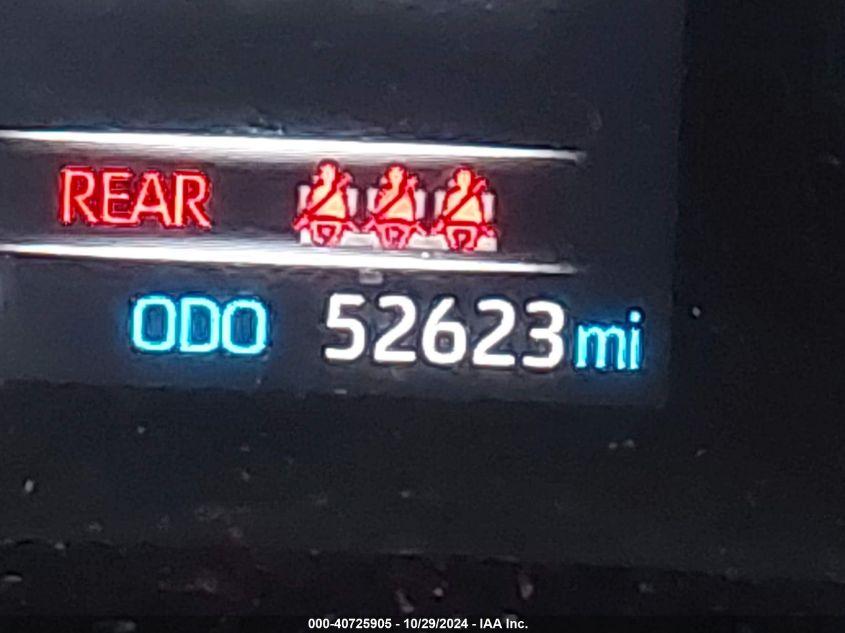 REAR
ODO 52623 mi
000-40725905 - 10/29/2024 - IAA Inc.